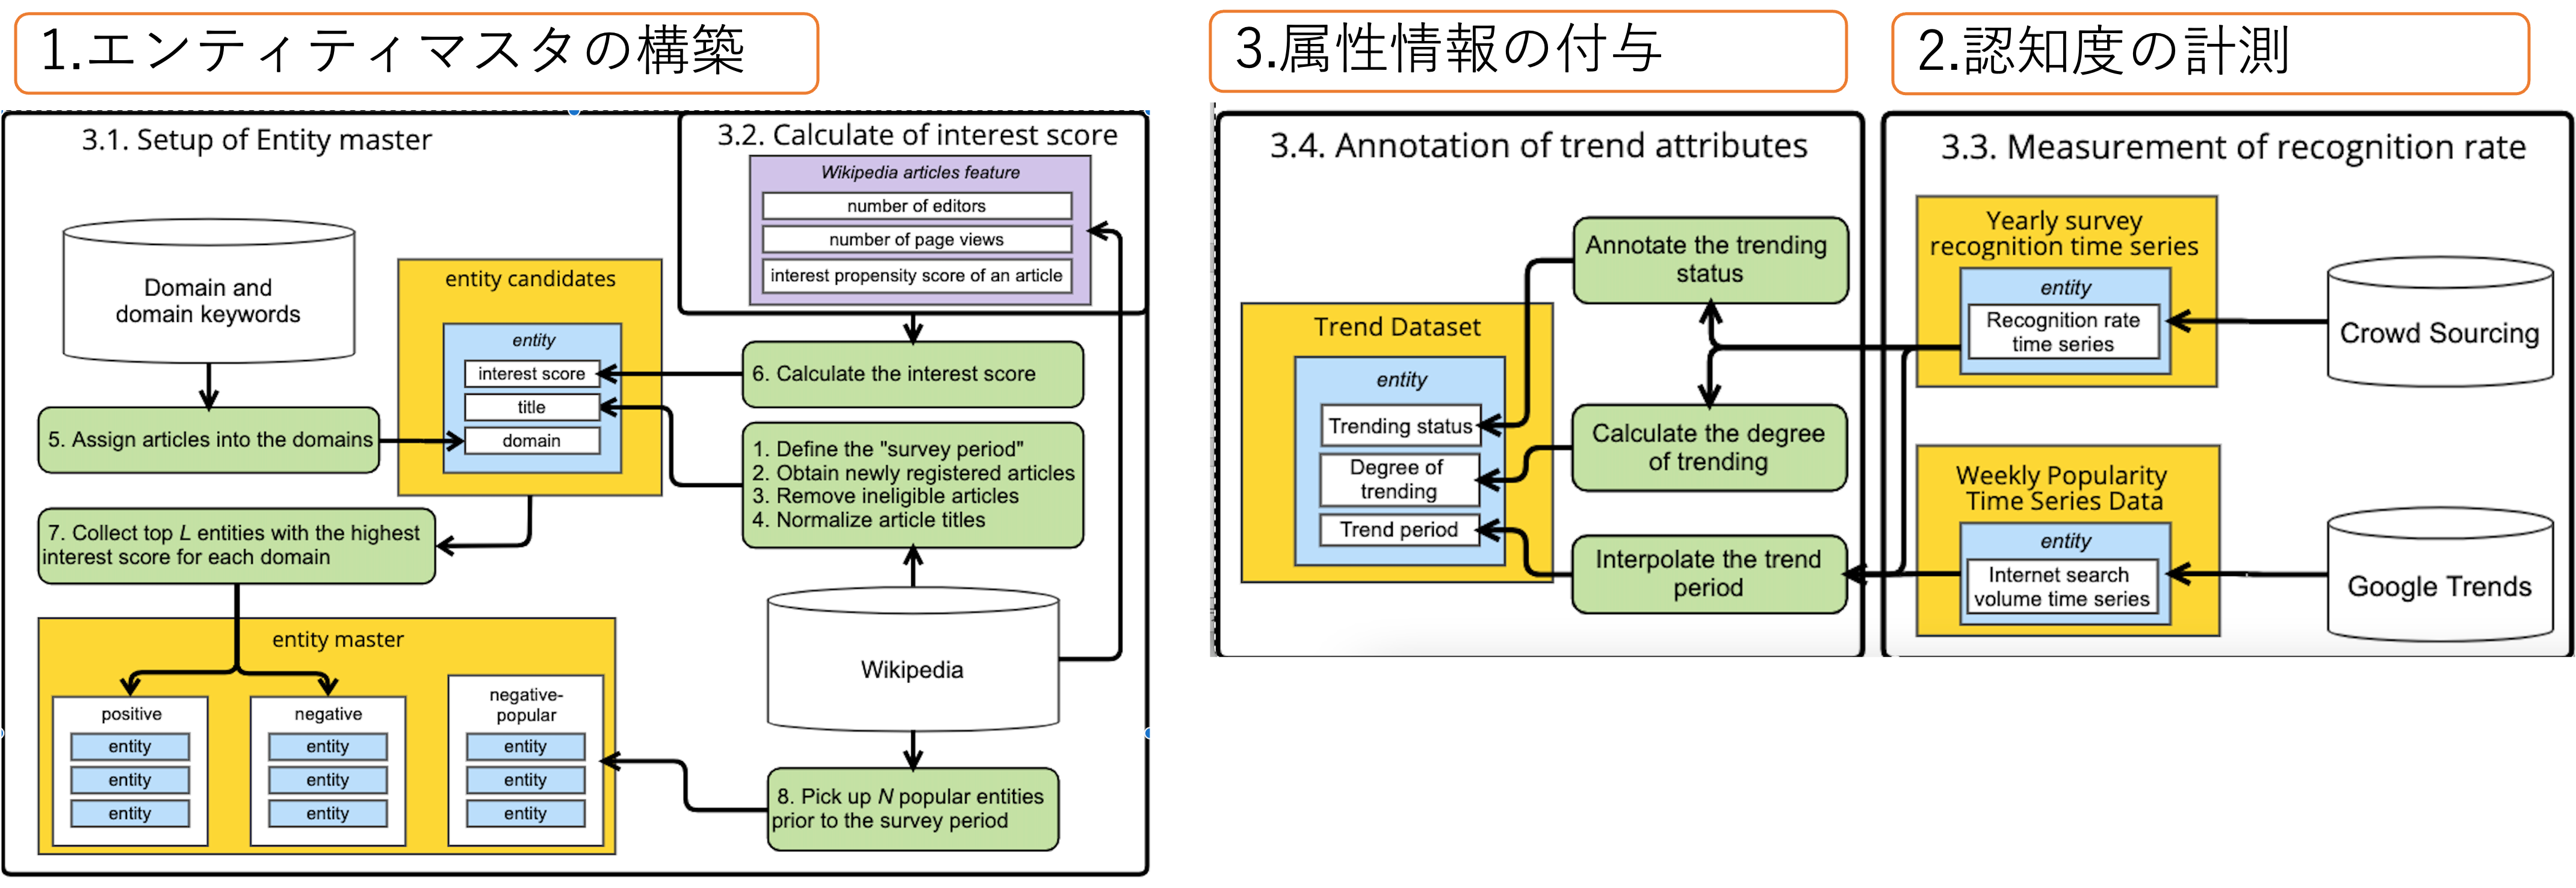 1.エンティティマスタの構築
3.1. Setup of Entity master
3.2. Calculate of interest score
Wikipedia articles feature
number of editors
number of page views
interest propensity score of an article
Domain and
domain keywords
entity candidates
entity
interest score
title
domain
6. Calculate the interest score
5. Assign articles into the domains
1. Define the "survey period"
2. Obtain newly registered articles
3. Remove ineligible articles
4. Normalize article titles
7. Collect top L entities with the highest
interest score for each domain
Wikipedia
entity master
positive
entity
entity
entity
negative
entity
entity
entity
negative-
popular
entity
entity
entity
8. Pick up N popular entities
prior to the survey period
3.属性情報の付与
3.4. Annotation of trend attributes
Annotate the trending
status
Trend Dataset
entity
Trending status
Degree of
trending
Trend period
Calculate the degree
of trending
Interpolate the trend
period
2.認知度の計測
3.3. Measurement of recognition rate
Yearly survey
recognition time series
entity
Recognition rate
time series
Crowd Sourcing
Weekly Popularity
Time Series Data
entity
Internet search
volume time series
Google Trends